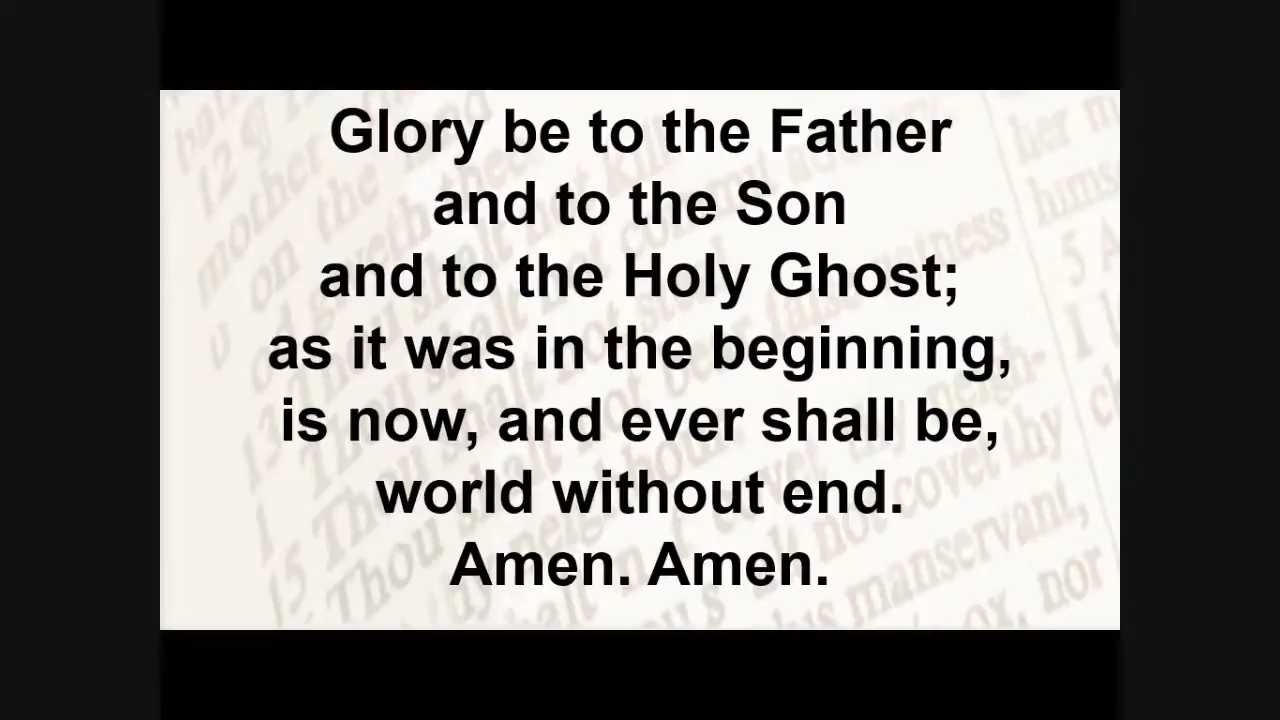 Glory be to the Father
and to the Son
and to the Holy Ghost;
as it was in the beginning,
is now, and ever shall be,
world without end.
Amen. Amen.